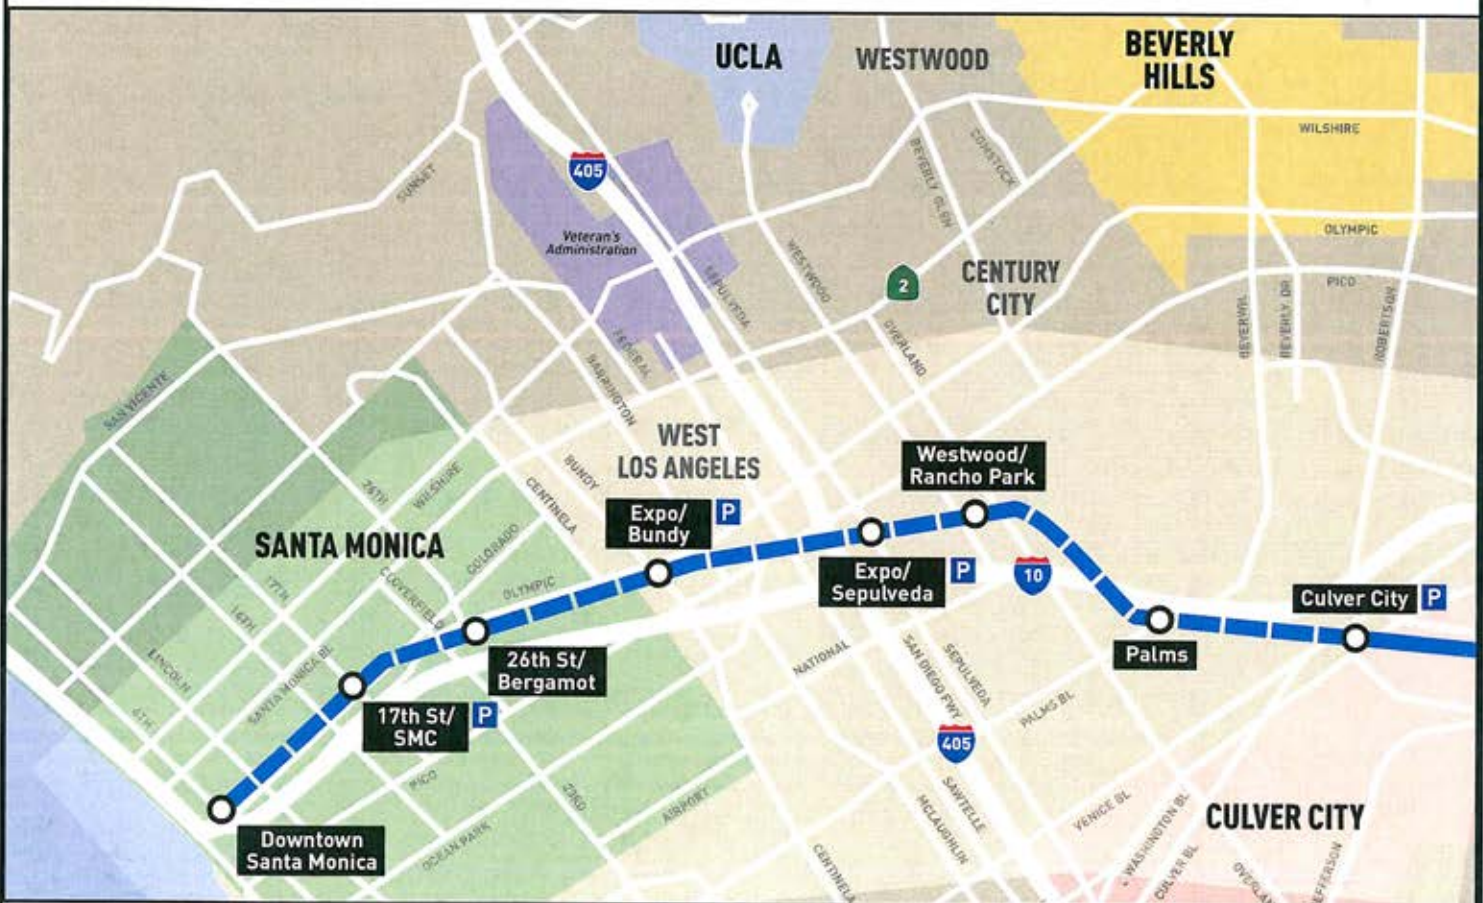 UCLA
WESTWOOD
BEVERLY
HILLS
WILSHIRE
COMSTOCK
BEVERLY GLEN
405
SUNSET
Veteran's
Administration
OLYMPIC
WESTWOOD
SEPULVEDA
CENTURY
CITY
2
PICO
BEVERWIL
BEVERLY DR
ROBERTSON
OVERLAND
FEDERAL
BARRINGTON
SAN VICENTE
WEST
LOS ANGELES
BUNDY
CENTINELA
WILSHIRE
26TH
Westwood/
Rancho Park
Expo/
Bundy
P
SANTA MONICA
COLORADO
CLOVERFIELD
OLYMPIC
17TH
14TH
Expo/
Sepulveda
P
10
Culver City
P
LINCOLN
SANTA MONICA BL
4TH
26th St/
Bergamot
NATIONAL
SAN DIEGO FWY
SEPULVEDA
Palms
17th St/
SMC
P
PALMS BL
405
PICO
23RD
AIRPORT
SAWTELLE
MCLAUGHLIN
VENICE BL
WASHINGTON BL
CULVER BL
CULVER CITY
Downtown
Santa Monica
OCEAN PARK
CENTINELA
OVERLAN
EFFERSON